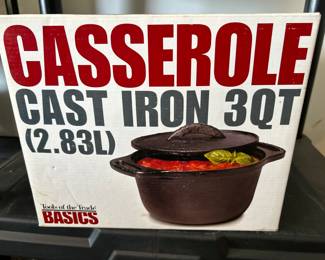 CASSEROLE
CAST IRON 3QT
(2.83L)
Tools of the Trade
BASICS